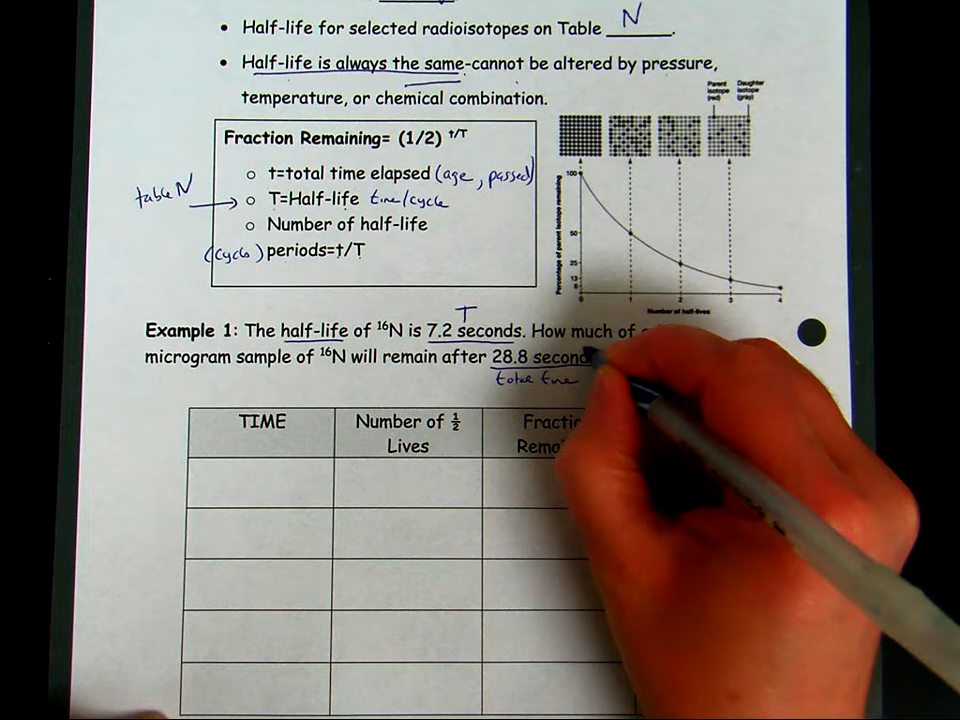 N
• Half-life for selected radioisotopes on Table ______.
• Half-life is always the same-cannot be altered by pressure,
temperature, or chemical combination.
Parent isotope (red)
Daughter isotope (gray)
Fraction Remaining= (1/2) t/T
o t=total time elapsed (age, passed)
table N
o T=Half-life time/cycle
o Number of half-life
(cycle) periods=t/T
Percentage of parent isotope remaining
100
50
25
13
6
0 1 2 3 4
Number of half-lives
T
Example 1: The half-life of ¹⁶N is 7.2 seconds. How much of
microgram sample of ¹⁶N will remain after 28.8 second
total time
TIME
Number of ½
Lives